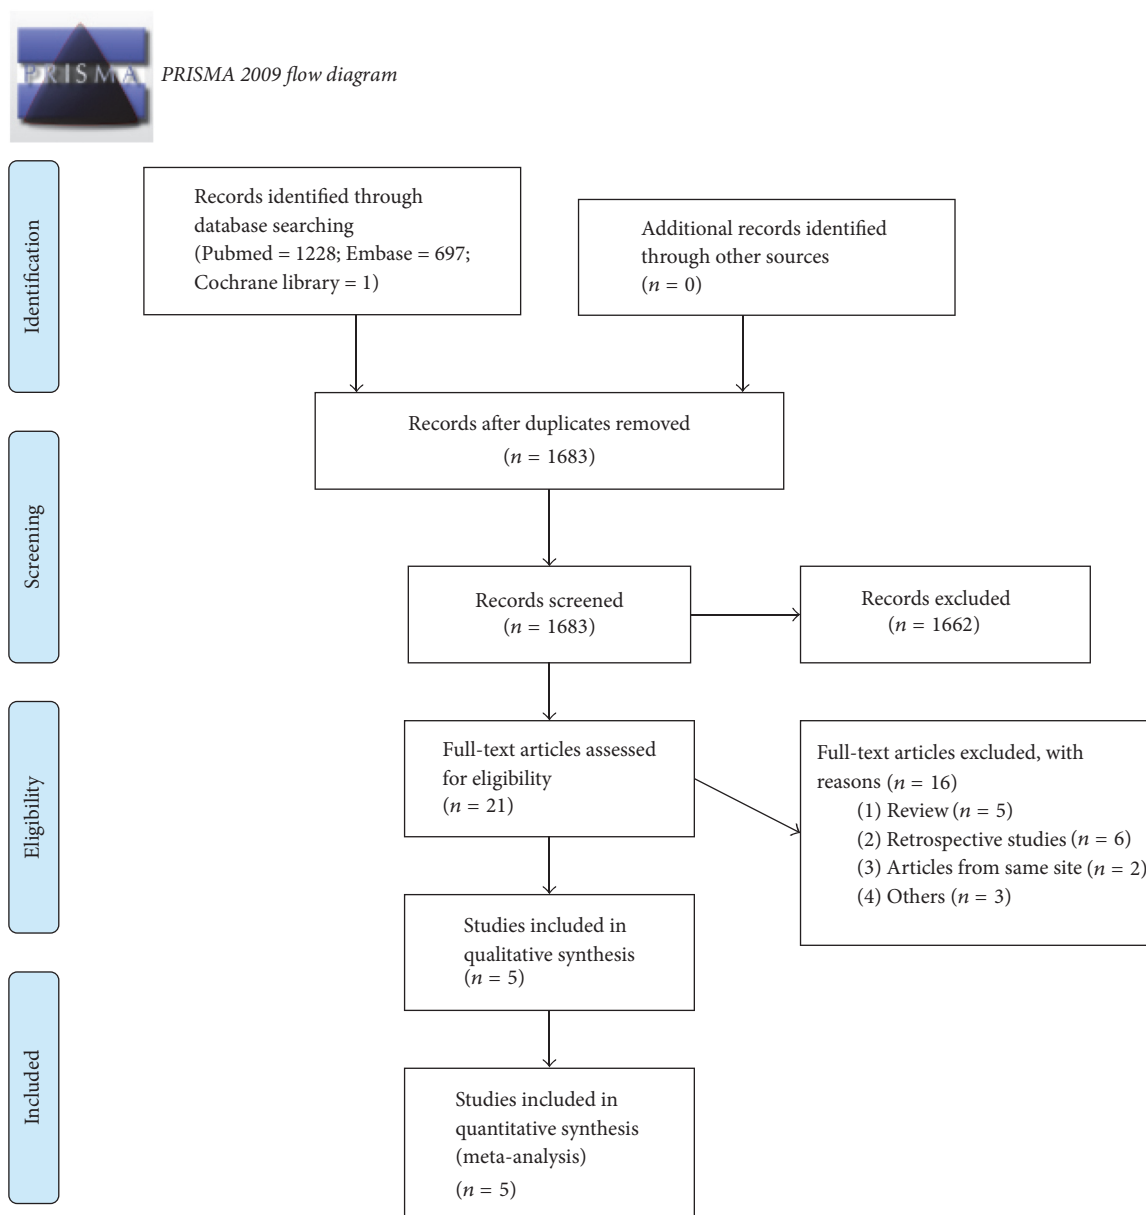 PRISMA
PRISMA 2009 flow diagram
Identification
Records identified through
database searching
(Pubmed = 1228; Embase = 697;
Cochrane library = 1)
Additional records identified
through other sources
(n = 0)
Records after duplicates removed
(n = 1683)
Screening
Records screened
(n = 1683)
Records excluded
(n = 1662)
Eligibility
Full-text articles assessed
for eligibility
(n = 21)
Full-text articles excluded, with
reasons (n = 16)
(1) Review (n = 5)
(2) Retrospective studies (n = 6)
(3) Articles from same site (n = 2)
(4) Others (n = 3)
Studies included in
qualitative synthesis
(n = 5)
Included
Studies included in
quantitative synthesis
(meta-analysis)
(n = 5)